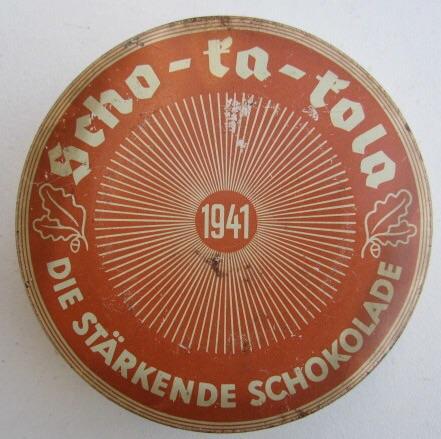 Scho-ka-kola
1941
DIE STÄRKENDE SCHOKOLADE